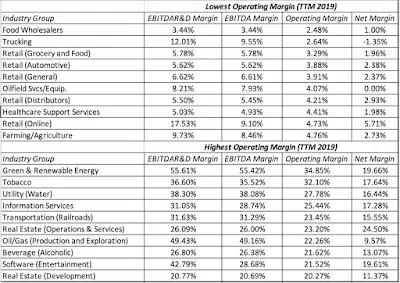 Lowest Operating Margin (TTM 2019)
Industry Group EBITDAR&D Margin EBITDA Margin Operating Margin Net Margin
Food Wholesalers 3.44% 3.44% 2.48% 1.00%
Trucking 12.01% 9.55% 2.64% -1.35%
Retail (Grocery and Food) 5.78% 5.78% 3.29% 1.96%
Retail (Automotive) 5.62% 5.62% 3.88% 2.38%
Retail (General) 6.62% 6.61% 3.91% 2.37%
Oilfield Svcs/Equip. 8.21% 7.93% 4.07% 0.00%
Retail (Distributors) 5.50% 5.45% 4.21% 2.93%
Healthcare Support Services 5.03% 4.93% 4.41% 1.98%
Retail (Online) 17.53% 9.10% 4.73% 5.71%
Farming/Agriculture 9.73% 8.46% 4.76% 2.73%
Highest Operating Margin (TTM 2019)
Industry Group EBITDAR&D Margin EBITDA Margin Operating Margin Net Margin
Green & Renewable Energy 55.61% 55.42% 34.85% 19.66%
Tobacco 36.60% 35.52% 32.10% 17.64%
Utility (Water) 38.30% 38.08% 27.78% 16.44%
Information Services 31.05% 28.74% 25.44% 17.28%
Transportation (Railroads) 31.63% 31.29% 23.45% 15.55%
Real Estate (Operations & Services) 26.09% 26.00% 23.20% 24.50%
Oil/Gas (Production and Exploration) 49.43% 49.16% 22.26% 9.57%
Beverage (Alcoholic) 26.80% 26.38% 21.62% 13.07%
Software (Entertainment) 42.79% 28.68% 21.52% 19.61%
Real Estate (Development) 20.77% 20.69% 20.27% 11.37%